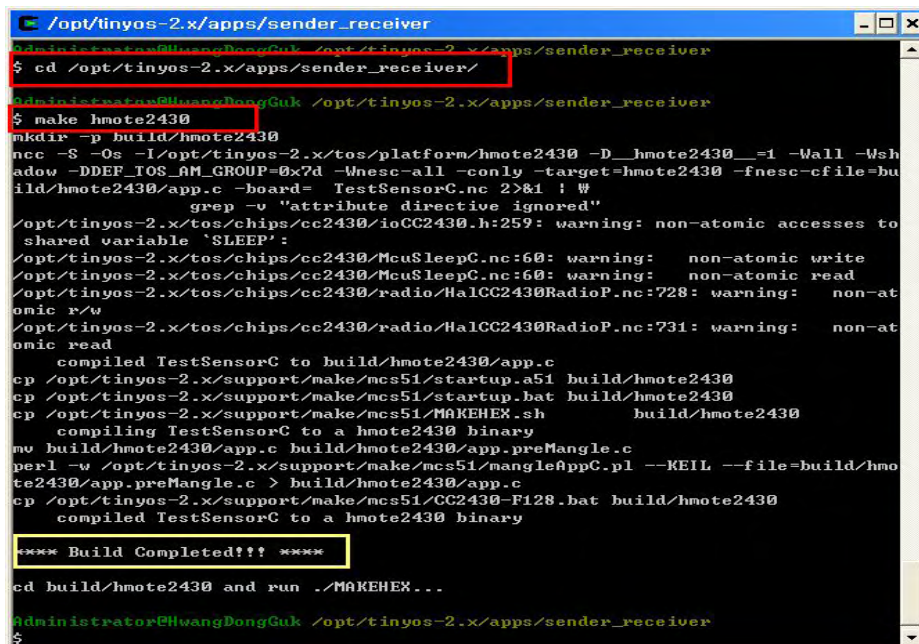 /opt/tinyos-2.x/apps/sender_receiver
Administrator@HwangDongGuk /opt/tinyos-2.x/apps/sender_receiver
$ cd /opt/tinyos-2.x/apps/sender_receiver/
Administrator@HwangDongGuk /opt/tinyos-2.x/apps/sender_receiver
$ make hmote2430
mkdir -p build/hmote2430
ncc -S -Os -I/opt/tinyos-2.x/tos/platform/hmote2430 -D__hmote2430__=1 -Wall -Wsh
adow -DDEF_TOS_AM_GROUP=0x7d -Wnesc-all -conly -target=hmote2430 -fnesc-cfile=bu
ild/hmote2430/app.c -board=  TestSensorC.nc 2>&1 | ₩
grep -v "attribute directive ignored"
/opt/tinyos-2.x/tos/chips/cc2430/ioCC2430.h:259: warning: non-atomic accesses to
shared variable `SLEEP':
/opt/tinyos-2.x/tos/chips/cc2430/McuSleepC.nc:60: warning:   non-atomic write
/opt/tinyos-2.x/tos/chips/cc2430/McuSleepC.nc:60: warning:   non-atomic read
/opt/tinyos-2.x/tos/chips/cc2430/radio/HalCC2430RadioP.nc:728: warning:   non-at
omic r/w
/opt/tinyos-2.x/tos/chips/cc2430/radio/HalCC2430RadioP.nc:731: warning:   non-at
omic read
compiled TestSensorC to build/hmote2430/app.c
cp /opt/tinyos-2.x/support/make/mcs51/startup.a51 build/hmote2430
cp /opt/tinyos-2.x/support/make/mcs51/startup.bat build/hmote2430
cp /opt/tinyos-2.x/support/make/mcs51/MAKEHEX.sh        build/hmote2430
compiling TestSensorC to a hmote2430 binary
mv build/hmote2430/app.c build/hmote2430/app.preMangle.c
perl -w /opt/tinyos-2.x/support/make/mcs51/mangleAppC.pl --KEIL --file=build/hmo
te2430/app.preMangle.c > build/hmote2430/app.c
cp /opt/tinyos-2.x/support/make/mcs51/CC2430-F128.bat build/hmote2430
compiled TestSensorC to a hmote2430 binary
**** Build Completed!!! ****
cd build/hmote2430 and run ./MAKEHEX...
Administrator@HwangDongGuk /opt/tinyos-2.x/apps/sender_receiver
$